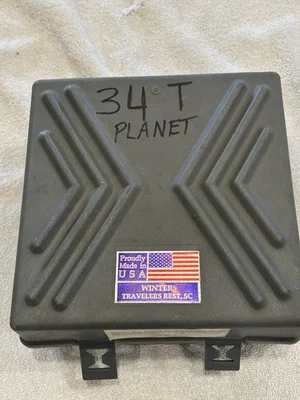 34 T
PLANET
Proudly
Made in
USA
WINTER
TRAVELERS REST, SC